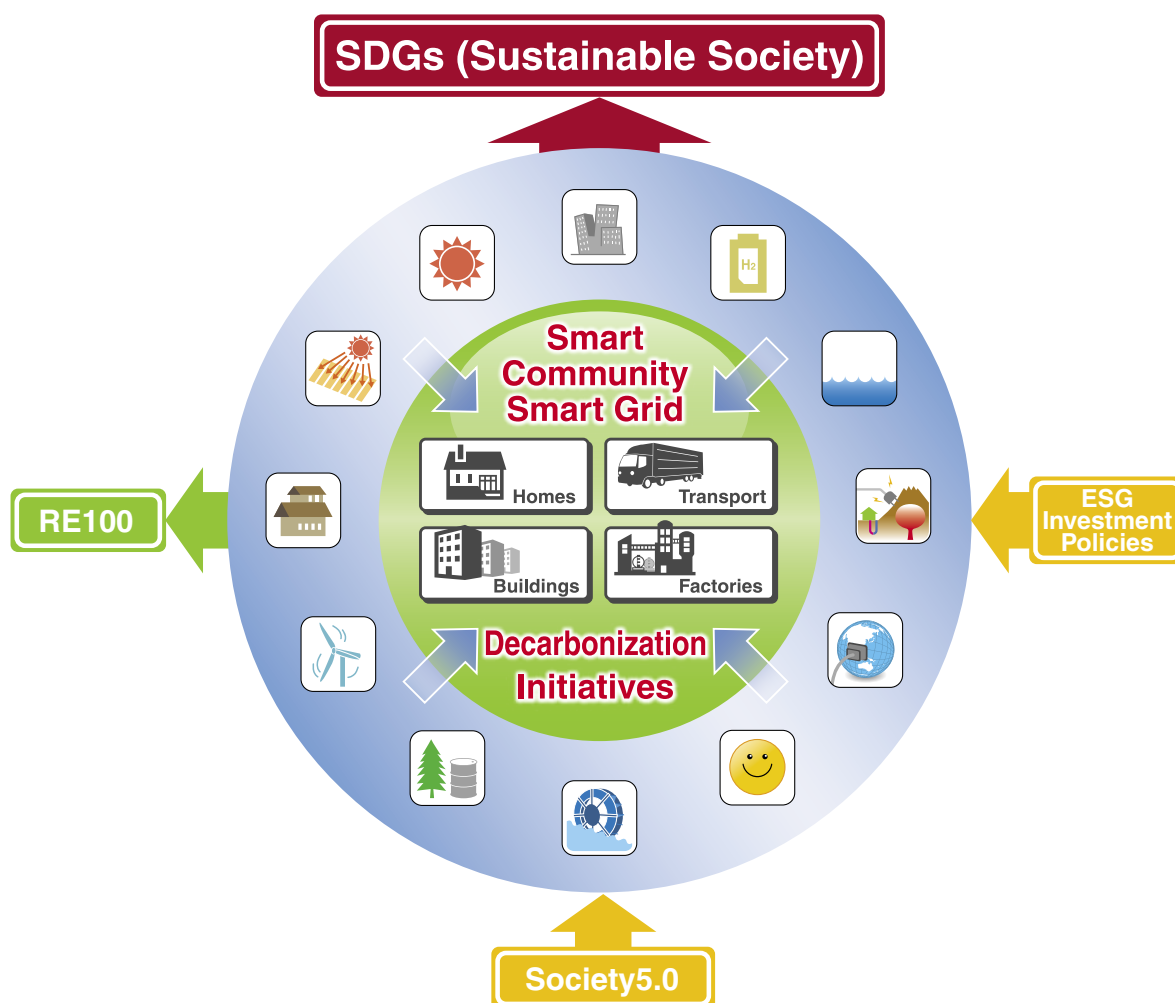 SDGs (Sustainable Society)
H2
Smart
Community
Smart Grid
Homes
Transport
Buildings
Factories
Decarbonization
Initiatives
RE100
ESG
Investment
Policies
Society5.0